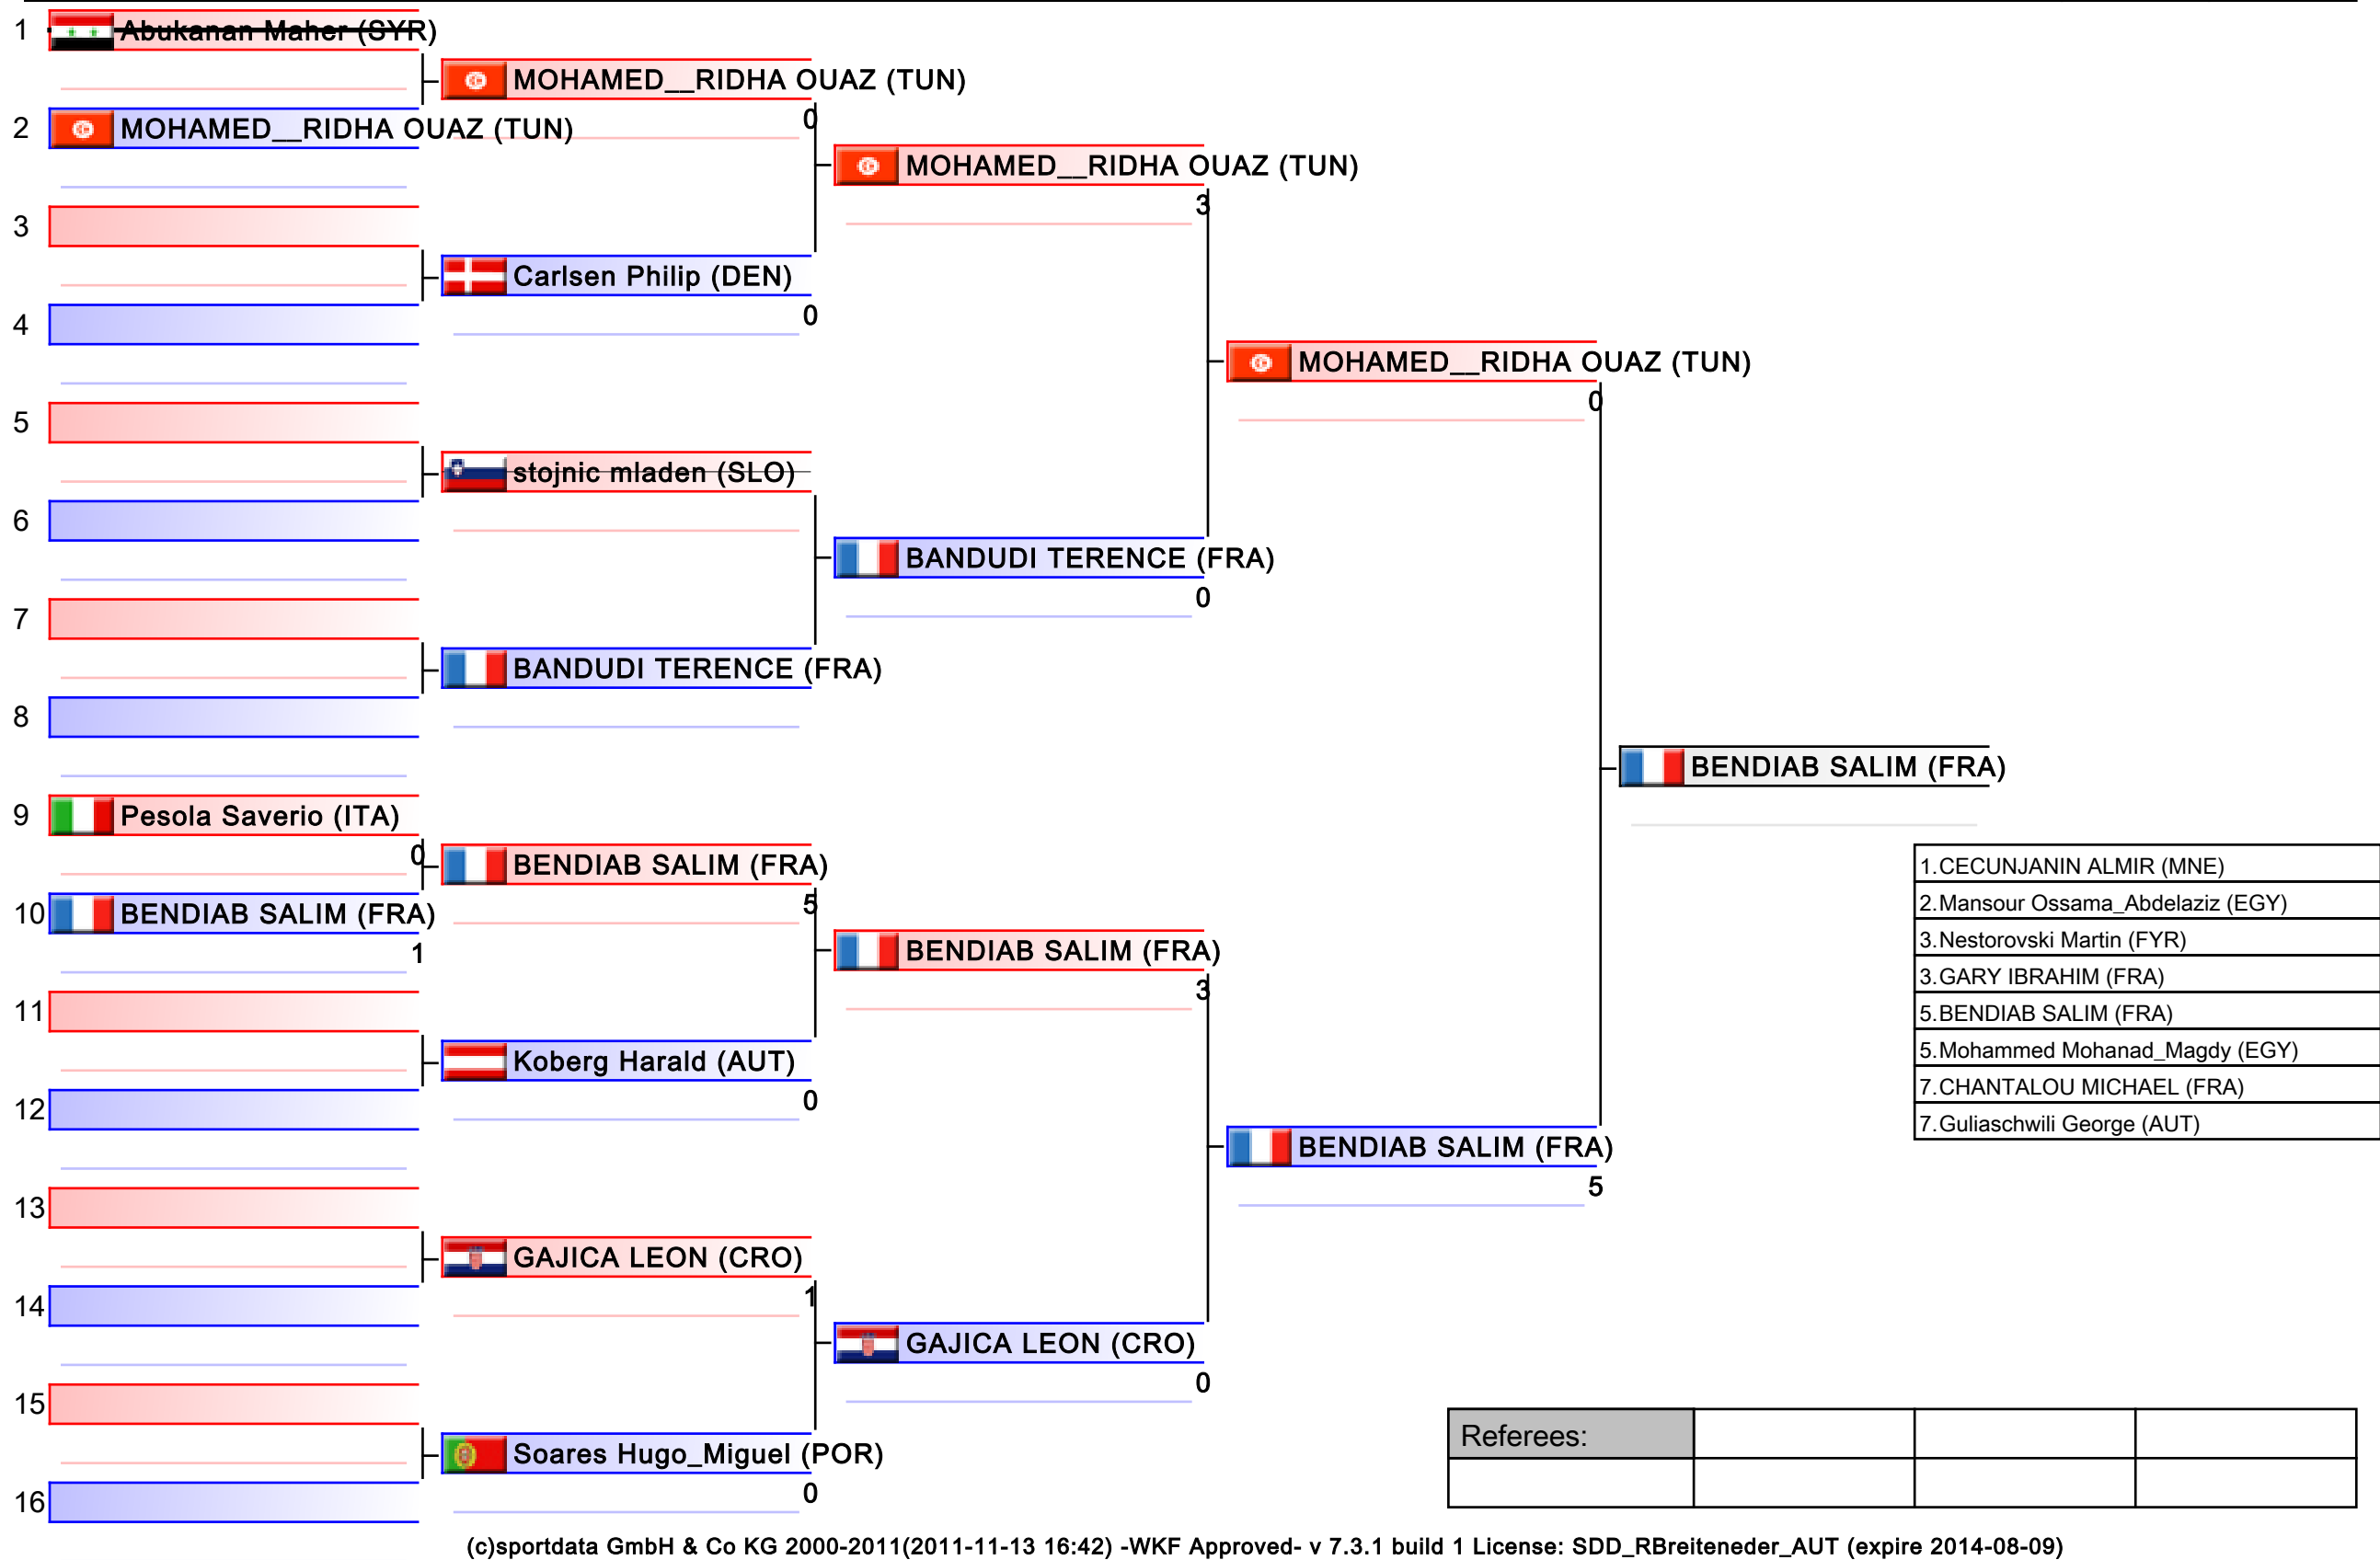 1 Abukanan Maher (SYR)
MOHAMED__RIDHA OUAZ (TUN)
0
2 MOHAMED__RIDHA OUAZ (TUN)
MOHAMED__RIDHA OUAZ (TUN)
3
3
Carlsen Philip (DEN)
0
4
MOHAMED__RIDHA OUAZ (TUN)
0
5
stojnic mladen (SLO)
6
BANDUDI TERENCE (FRA)
0
7
BANDUDI TERENCE (FRA)
8
BENDIAB SALIM (FRA)
9 Pesola Saverio (ITA)
0
BENDIAB SALIM (FRA)
5
10 BENDIAB SALIM (FRA)
1
BENDIAB SALIM (FRA)
3
11
Koberg Harald (AUT)
0
12
BENDIAB SALIM (FRA)
5
13
GAJICA LEON (CRO)
1
14
GAJICA LEON (CRO)
0
15
Soares Hugo_Miguel (POR)
0
16
1.CECUNJANIN ALMIR (MNE)
2.Mansour Ossama_Abdelaziz (EGY)
3.Nestorovski Martin (FYR)
3.GARY IBRAHIM (FRA)
5.BENDIAB SALIM (FRA)
5.Mohammed Mohanad_Magdy (EGY)
7.CHANTALOU MICHAEL (FRA)
7.Guliaschwili George (AUT)
Referees:
(c)sportdata GmbH & Co KG 2000-2011(2011-11-13 16:42) -WKF Approved- v 7.3.1 build 1 License: SDD_RBreiteneder_AUT (expire 2014-08-09)